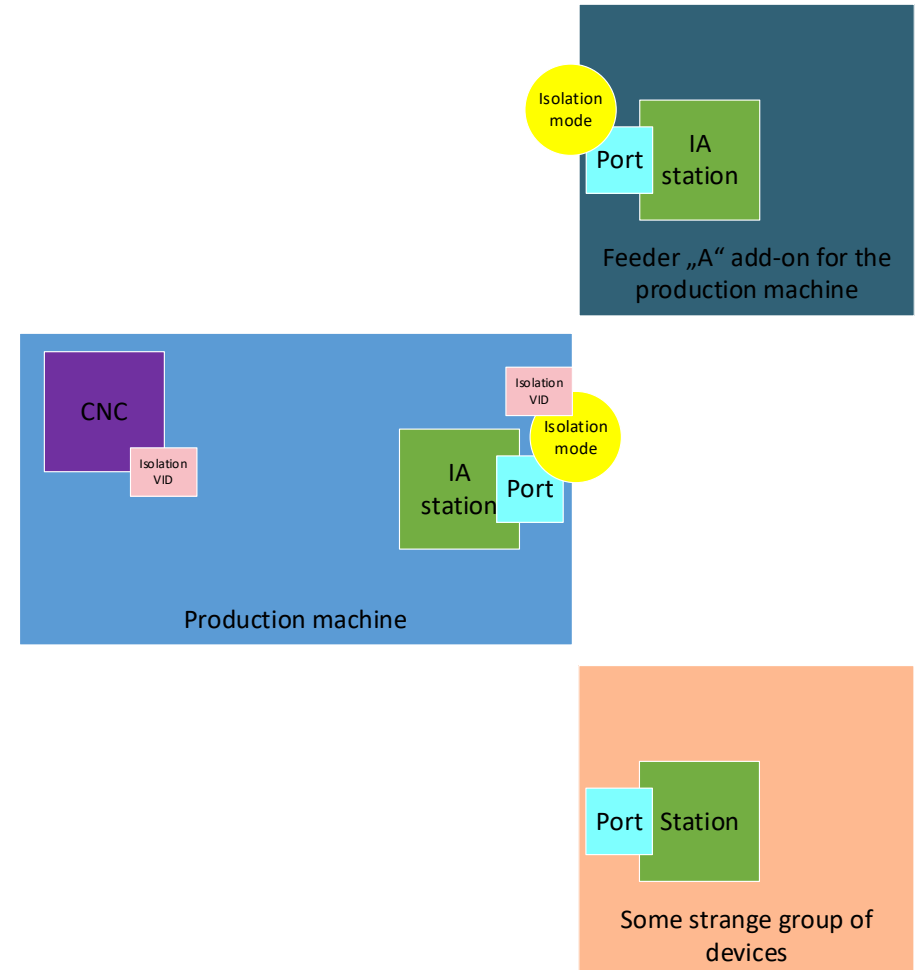 Isolation
mode
Port
IA
station
Feeder „A“ add-on for the
production machine
CNC
Isolation
VID
Isolation
VID
Isolation
mode
IA
station
Port
Production machine
Port
Station
Some strange group of
devices